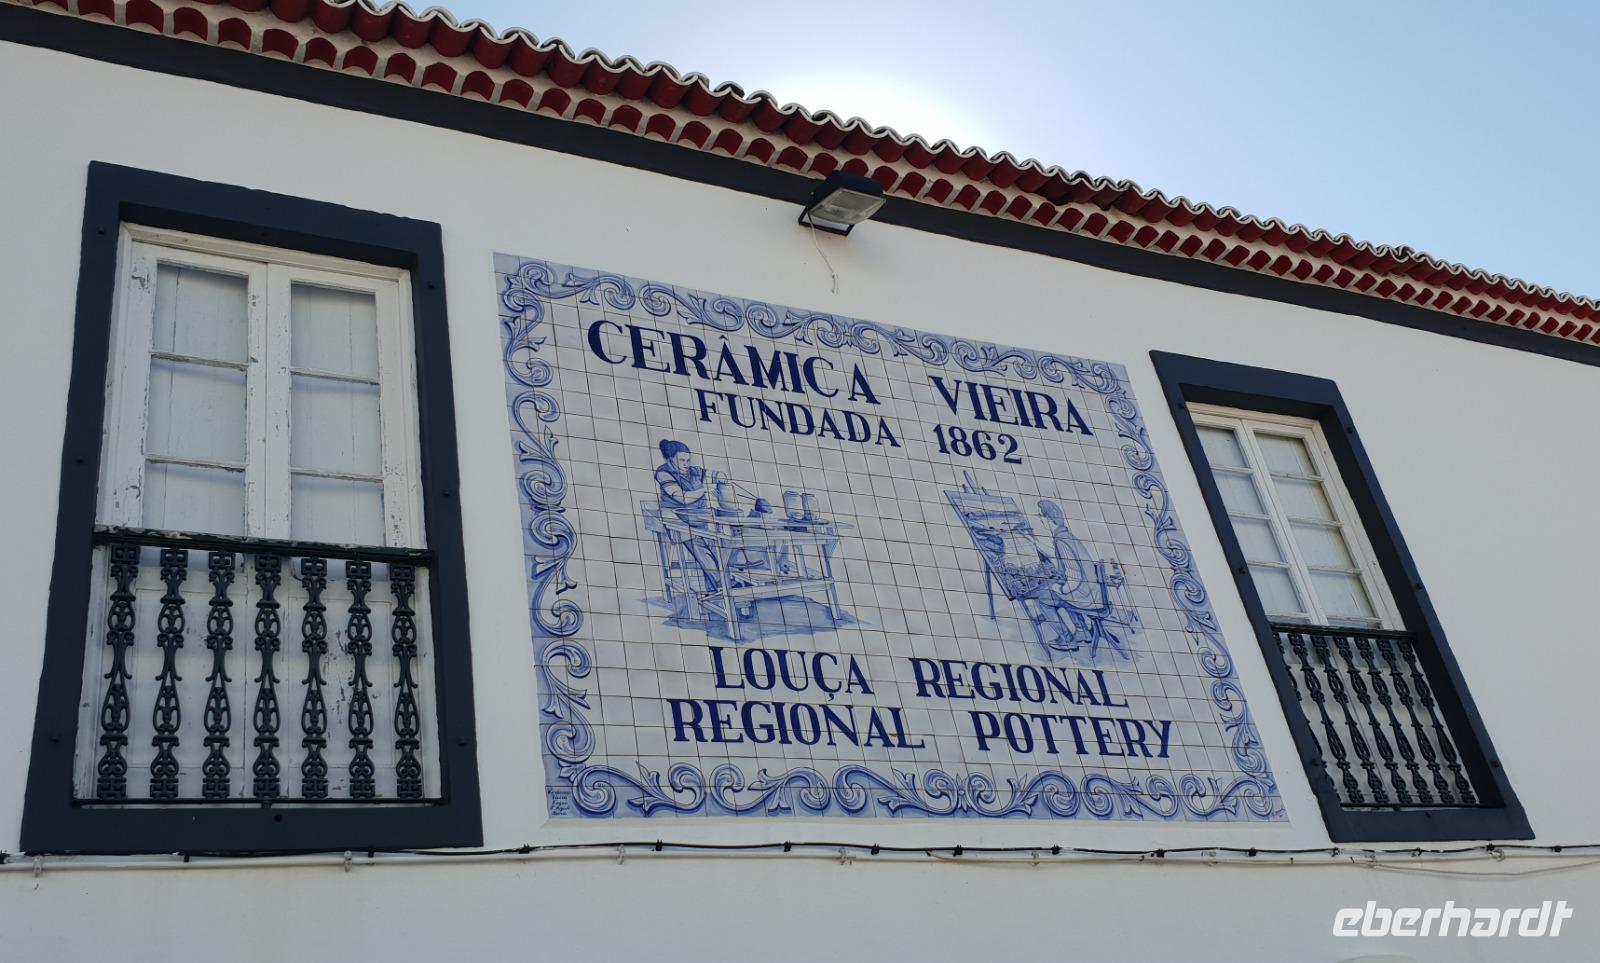 CERÂMICA VIEIRA
FUNDADA 1862
LOUÇA REGIONAL
REGIONAL POTTERY
eberhardt